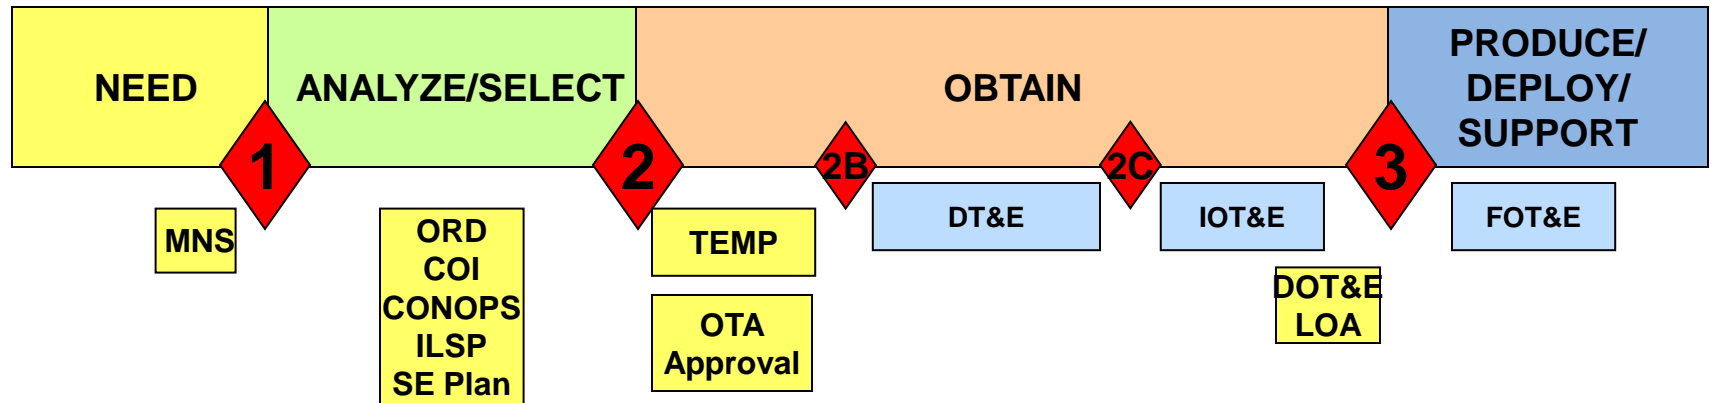 NEED
ANALYZE/SELECT
OBTAIN
PRODUCE/
DEPLOY/
SUPPORT
1
2
2B
2C
3
MNS
ORD
COI
CONOPS
ILSP
SE Plan
TEMP
OTA
Approval
DT&E
IOT&E
DOT&E
LOA
FOT&E